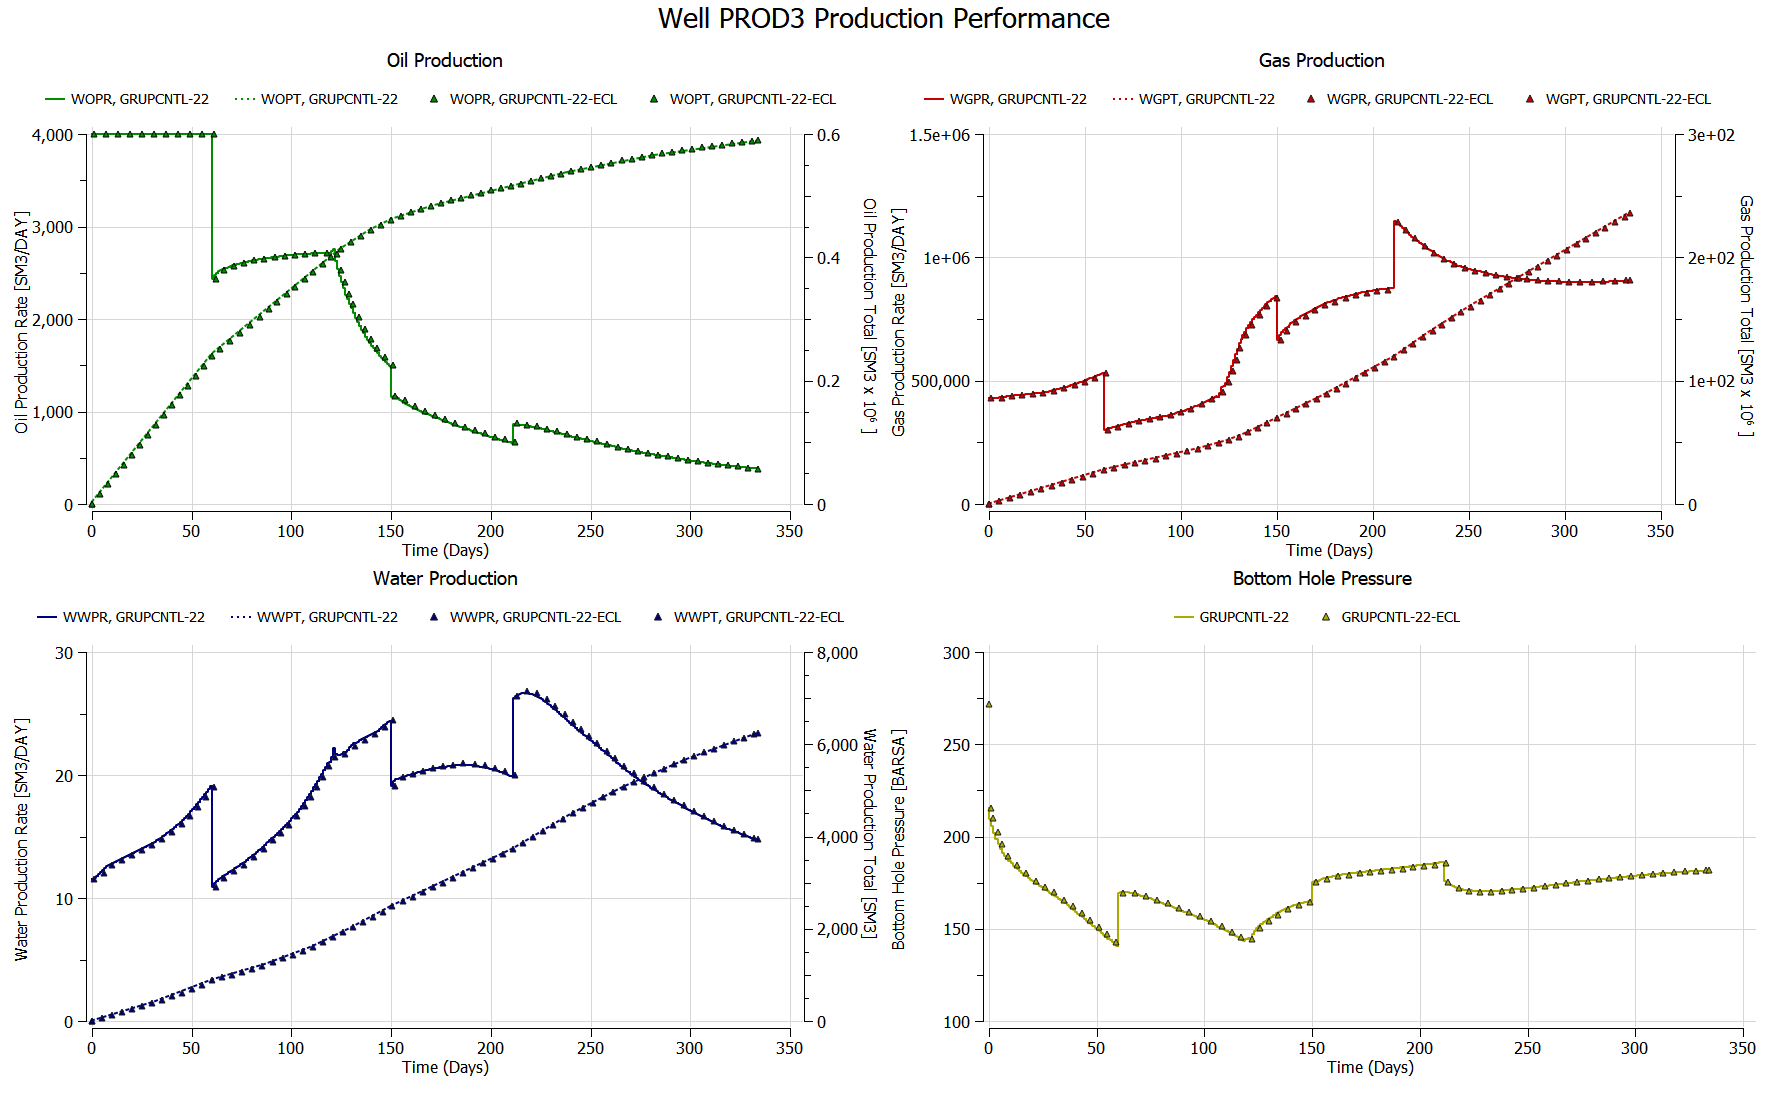 Well PROD3 Production Performance
Oil Production
WOPR, GRUPCNTL-22 WOPT, GRUPCNTL-22 WOPR, GRUPCNTL-22-ECL WOPT, GRUPCNTL-22-ECL
4,000
3,000
2,000
1,000
0
Oil Production Rate [SM3/DAY]
0.6
0.4
0.2
0
Oil Production Total [SM3 x 10⁶ ]
0 50 100 150 200 250 300 350
Time (Days)
Gas Production
WGPR, GRUPCNTL-22 WGPT, GRUPCNTL-22 WGPR, GRUPCNTL-22-ECL WGPT, GRUPCNTL-22-ECL
1.5e+06
1e+06
500,000
0
Gas Production Rate [SM3/DAY]
3e+02
2e+02
1e+02
0
Gas Production Total [SM3 x 10⁶ ]
0 50 100 150 200 250 300 350
Time (Days)
Water Production
WWPR, GRUPCNTL-22 WWPT, GRUPCNTL-22 WWPR, GRUPCNTL-22-ECL WWPT, GRUPCNTL-22-ECL
30
20
10
0
Water Production Rate [SM3/DAY]
8,000
6,000
4,000
2,000
0
Water Production Total [SM3]
0 50 100 150 200 250 300 350
Time (Days)
Bottom Hole Pressure
GRUPCNTL-22 GRUPCNTL-22-ECL
300
250
200
150
100
Bottom Hole Pressure [BARSA]
0 50 100 150 200 250 300 350
Time (Days)